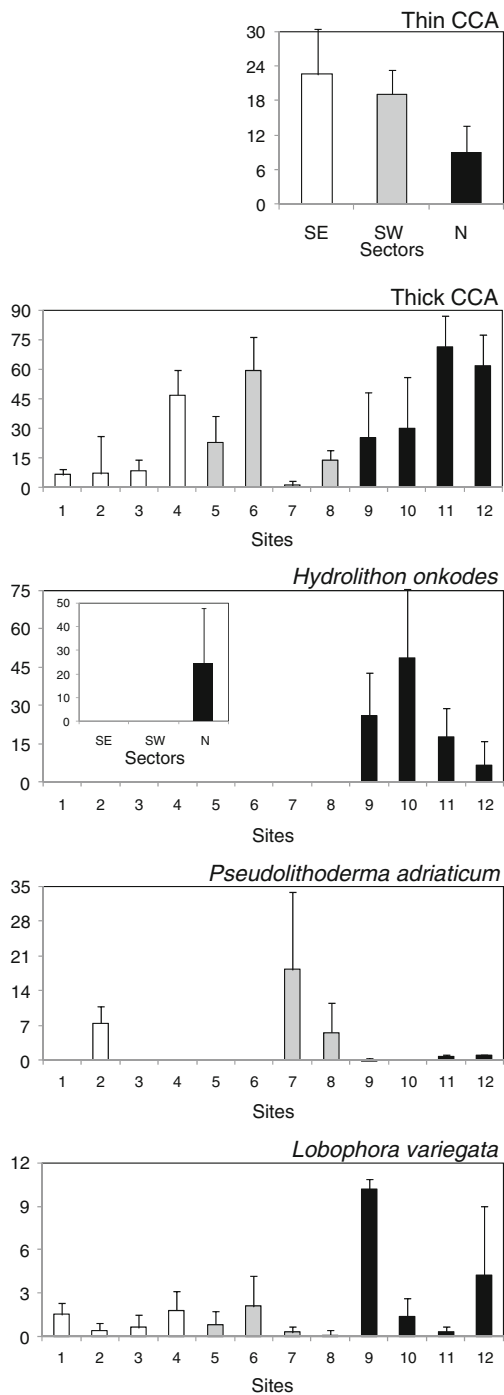 Thin CCA
30
24
18
12
6
0
SE SW N
Sectors
Thick CCA
90
75
60
45
30
15
0
1 2 3 4 5 6 7 8 9 10 11 12
Sites
Hydrolithon onkodes
75
60
45
30
15
0
50
40
30
20
10
0
SE SW N
Sectors
1 2 3 4 5 6 7 8 9 10 11 12
Sites
Pseudolithoderma adriaticum
35
28
21
14
7
0
1 2 3 4 5 6 7 8 9 10 11 12
Sites
Lobophora variegata
12
9
6
3
0
1 2 3 4 5 6 7 8 9 10 11 12
Sites